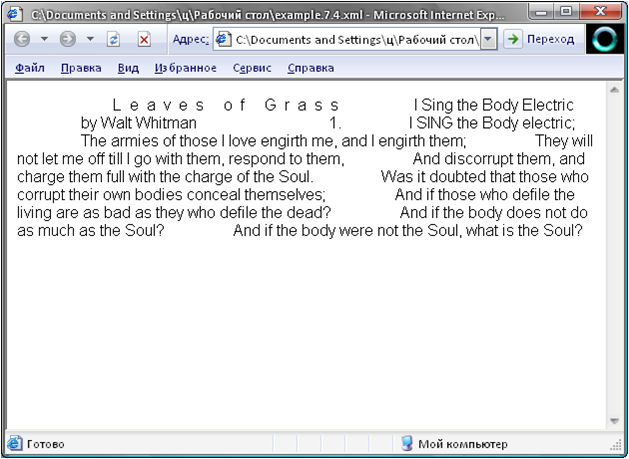 C:\Documents and Settings\ц\Рабочий стол\example.7.4.xml - Microsoft Internet Exp...
Адрес: C:\Documents and Settings\ц\Рабочий стол\ Переход
Файл Правка Вид Избранное Сервис Справка
L e a v e s o f G r a s s I Sing the Body Electric
by Walt Whitman 1. I SING the Body electric;
The armies of those I love engirth me, and I engirth them; They will
not let me off till I go with them, respond to them, And discorrupt them, and
charge them full with the charge of the Soul. Was it doubted that those who
corrupt their own bodies conceal themselves; And if those who defile the
living are as bad as they who defile the dead? And if the body does not do
as much as the Soul? And if the body were not the Soul, what is the Soul?
Готово Мой компьютер